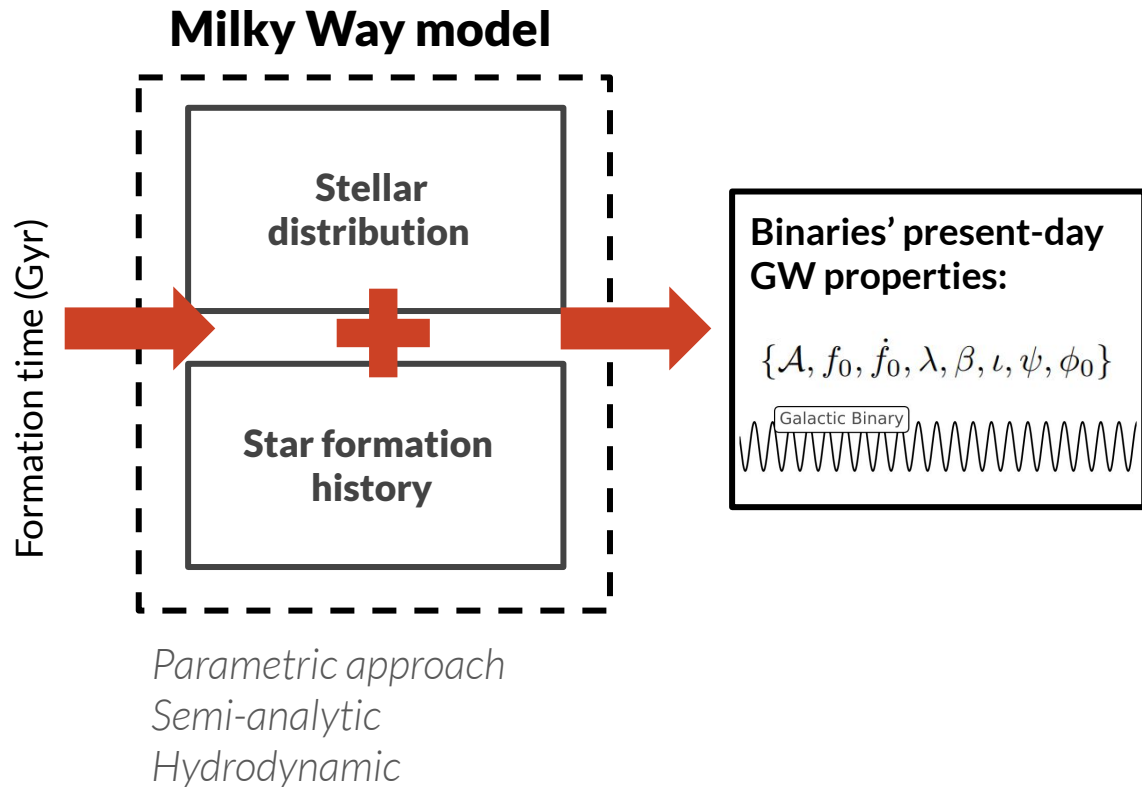 Milky Way model
Formation time (Gyr)
Stellar
distribution
Star formation
history
Binaries’ present-day
GW properties:
{𝒜, f₀, ḟ₀, λ, β, ι, ψ, ϕ₀}
Galactic Binary
Parametric approach
Semi-analytic
Hydrodynamic